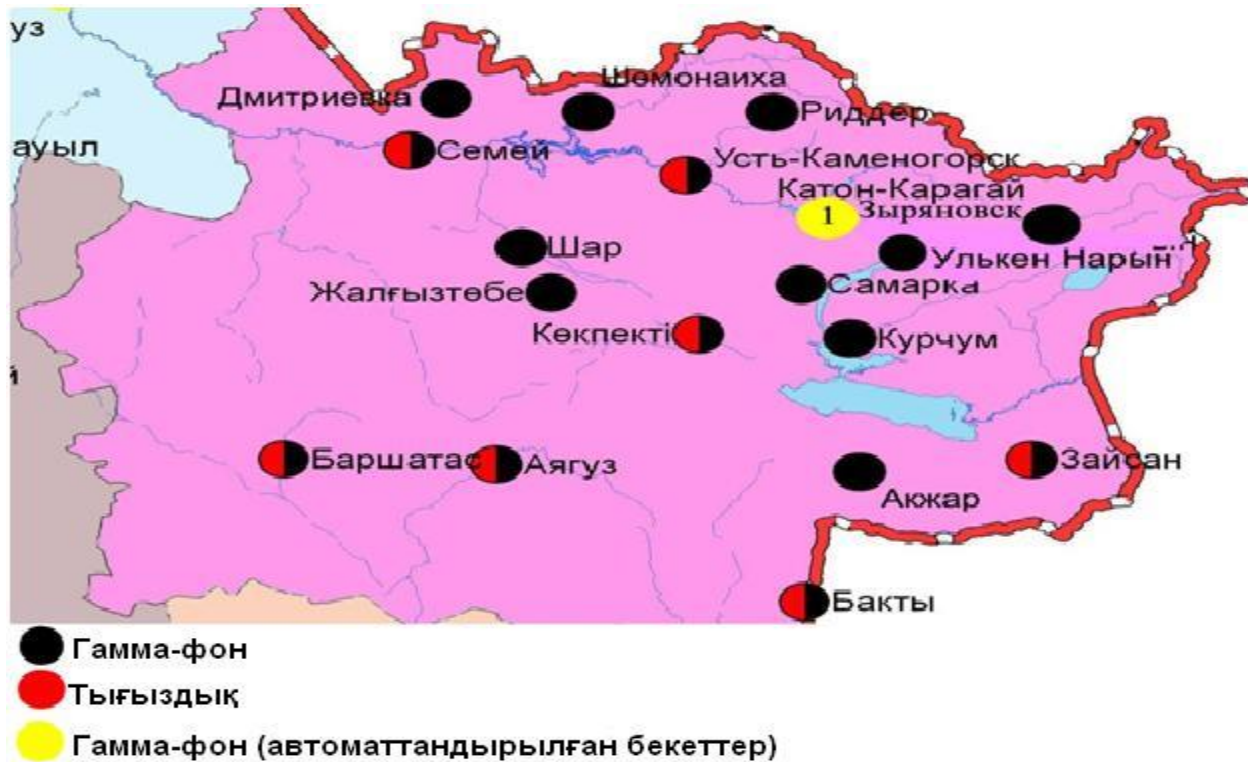 уз
Шемонаиха
Дмитриевка
Риддер
ауыл
Семей
Усть-Каменогорск
Катон-Карагай
1
Зыряновск
Шар
Улькен Нарын
Жалғызтөбе
Самарка
Көкпекті
Курчум
й
Баршатас
Аягуз
Зайсан
Акжар
Бакты
Гамма-фон
Тығыздық
Гамма-фон (автоматтандырылған бекеттер)